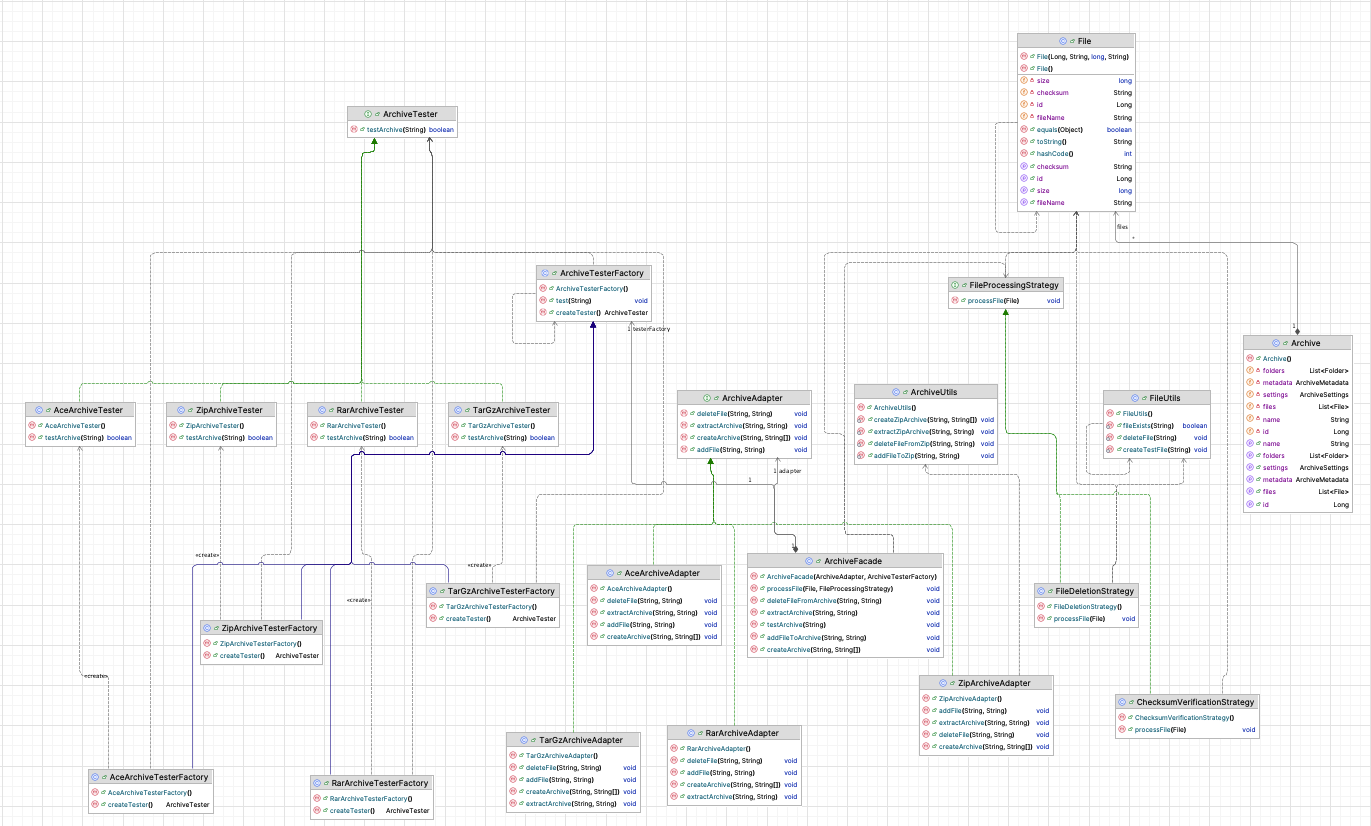 File
File(Long, String, long, String)
File()
size long
checksum String
id Long
fileName String
equals(Object) boolean
toString() String
hashCode() int
checksum String
id Long
size long
fileName String
ArchiveTester
testArchive(String) boolean
files
*
ArchiveTesterFactory
ArchiveTesterFactory()
test(String) void
createTester() ArchiveTester
1 testerFactory
FileProcessingStrategy
processFile(File) void
1
Archive
Archive()
folders List<Folder>
metadata ArchiveMetadata
settings ArchiveSettings
files List<File>
name String
id Long
name String
folders List<Folder>
settings ArchiveSettings
metadata ArchiveMetadata
files List<File>
id Long
AceArchiveTester
AceArchiveTester()
testArchive(String) boolean
ZipArchiveTester
ZipArchiveTester()
testArchive(String) boolean
RarArchiveTester
RarArchiveTester()
testArchive(String) boolean
TarGzArchiveTester
TarGzArchiveTester()
testArchive(String) boolean
ArchiveAdapter
deleteFile(String, String) void
extractArchive(String, String) void
createArchive(String, String[]) void
addFile(String, String) void
ArchiveUtils
ArchiveUtils()
createZipArchive(String, String[]) void
extractZipArchive(String, String) void
deleteFileFromZip(String, String) void
addFileToZip(String, String) void
FileUtils
FileUtils()
fileExists(String) boolean
deleteFile(String) void
createTestFile(String) void
1 adapter
1
«create»
«create»
«create»
«create»
1
TarGzArchiveTesterFactory
TarGzArchiveTesterFactory()
createTester() ArchiveTester
AceArchiveAdapter
AceArchiveAdapter()
deleteFile(String, String) void
extractArchive(String, String) void
addFile(String, String) void
createArchive(String, String[]) void
ArchiveFacade
ArchiveFacade(ArchiveAdapter, ArchiveTesterFactory)
processFile(File, FileProcessingStrategy) void
deleteFileFromArchive(String, String) void
extractArchive(String, String) void
testArchive(String) void
addFileToArchive(String, String) void
createArchive(String, String[]) void
FileDeletionStrategy
FileDeletionStrategy()
processFile(File) void
ZipArchiveTesterFactory
ZipArchiveTesterFactory()
createTester() ArchiveTester
ZipArchiveAdapter
ZipArchiveAdapter()
addFile(String, String) void
extractArchive(String, String) void
deleteFile(String, String) void
createArchive(String, String[]) void
ChecksumVerificationStrategy
ChecksumVerificationStrategy()
processFile(File) void
AceArchiveTesterFactory
AceArchiveTesterFactory()
createTester() ArchiveTester
RarArchiveTesterFactory
RarArchiveTesterFactory()
createTester() ArchiveTester
TarGzArchiveAdapter
TarGzArchiveAdapter()
deleteFile(String, String) void
addFile(String, String) void
createArchive(String, String[]) void
extractArchive(String, String) void
RarArchiveAdapter
RarArchiveAdapter()
deleteFile(String, String) void
addFile(String, String) void
createArchive(String, String[]) void
extractArchive(String, String) void